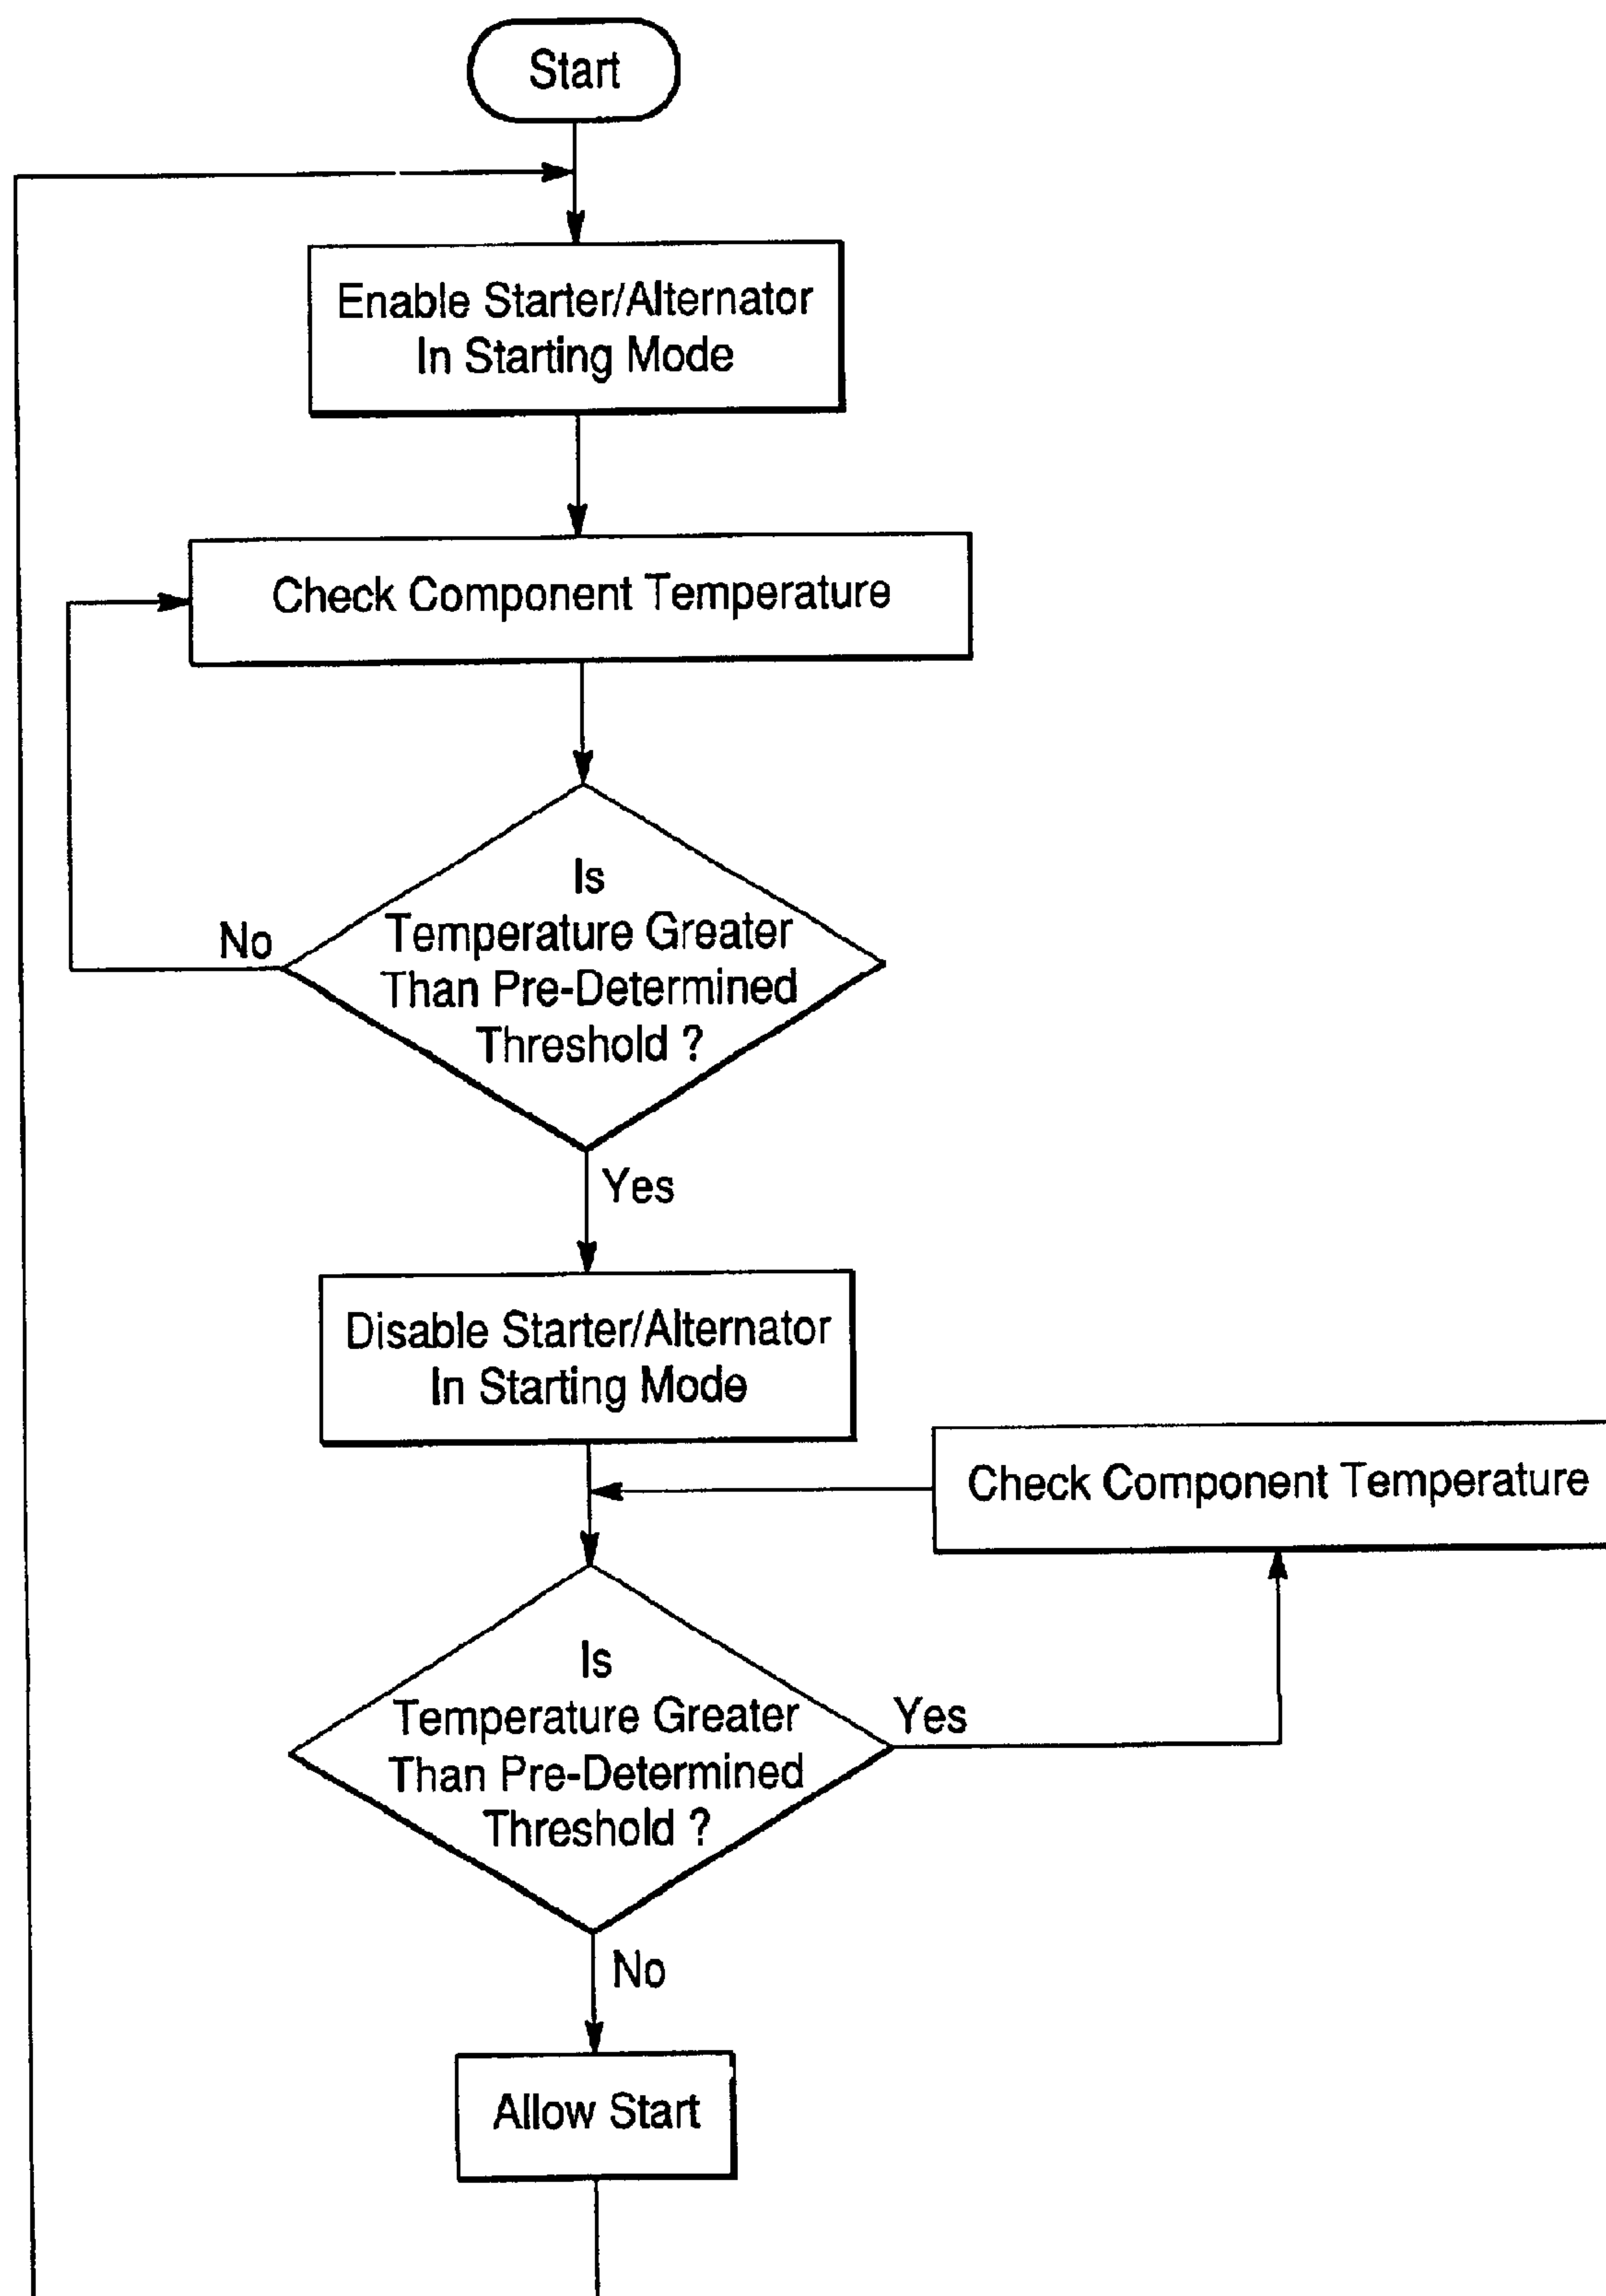 Start
Enable Starter/Alternator
In Starting Mode
Check Component Temperature
Is
Temperature Greater
Than Pre-Determined
Threshold ?
No
Yes
Disable Starter/Alternator
In Starting Mode
Check Component Temperature
Is
Temperature Greater
Than Pre-Determined
Threshold ?
Yes
No
Allow Start